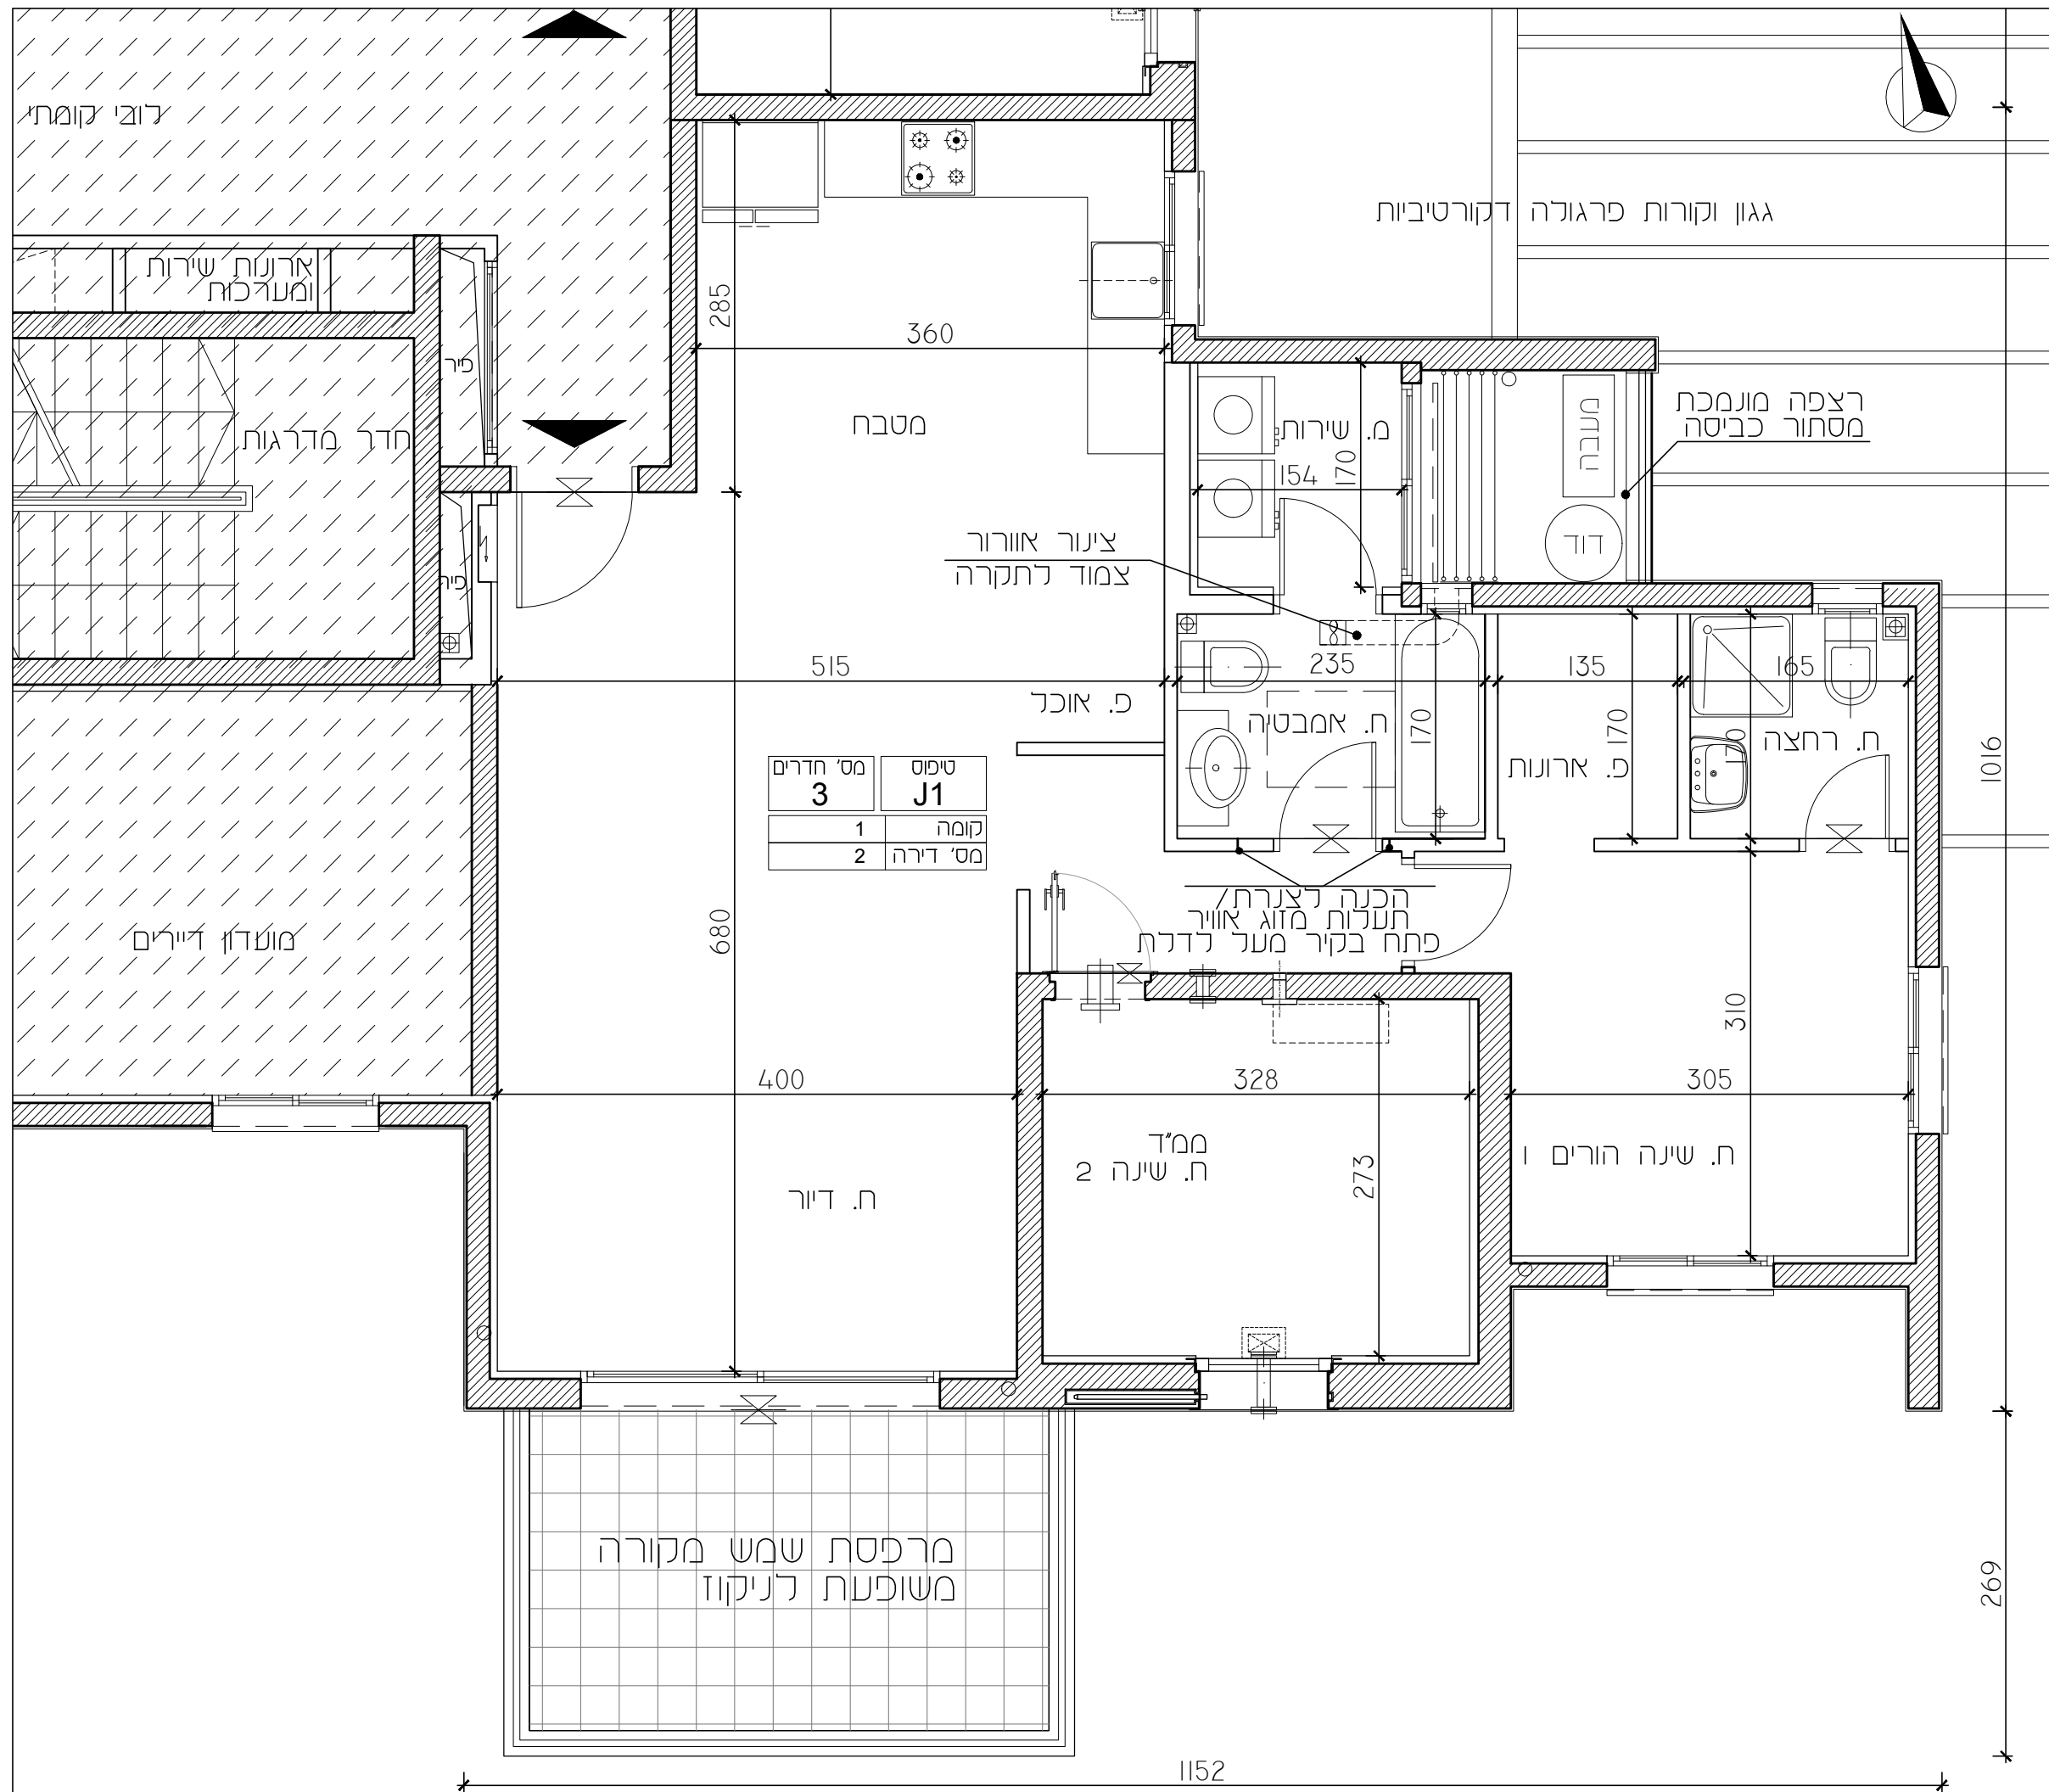 לובי קומתי
גגון וקורות פרגולה דקורטיביות
ארונות שירות
ומערכות
285
360
פיר
חדר מדרגות
מטבח
מ. שירות
170
154
מעבה
רצפה מונמכת
מסתור כביסה
דוד
צינור אוורור
צמוד לתקרה
פיר
515
פ. אוכל
235
135
165
ח. אמבטיה
170
170
ח. רחצה
פ. ארונות
1016
טיפוס
J1
מס' חדרים
3
קומה 1
מס' דירה 2
הכנה לצנרת/
תעלות מזוג אוויר
פתח בקיר מעל לדלת
מועדון דיירים
680
310
400
328
305
ממ"ד
ח. שינה 2
273
ח. שינה הורים 1
ח. דיור
מרפסת שמש מקורה
משופעת לניקוז
269
1152